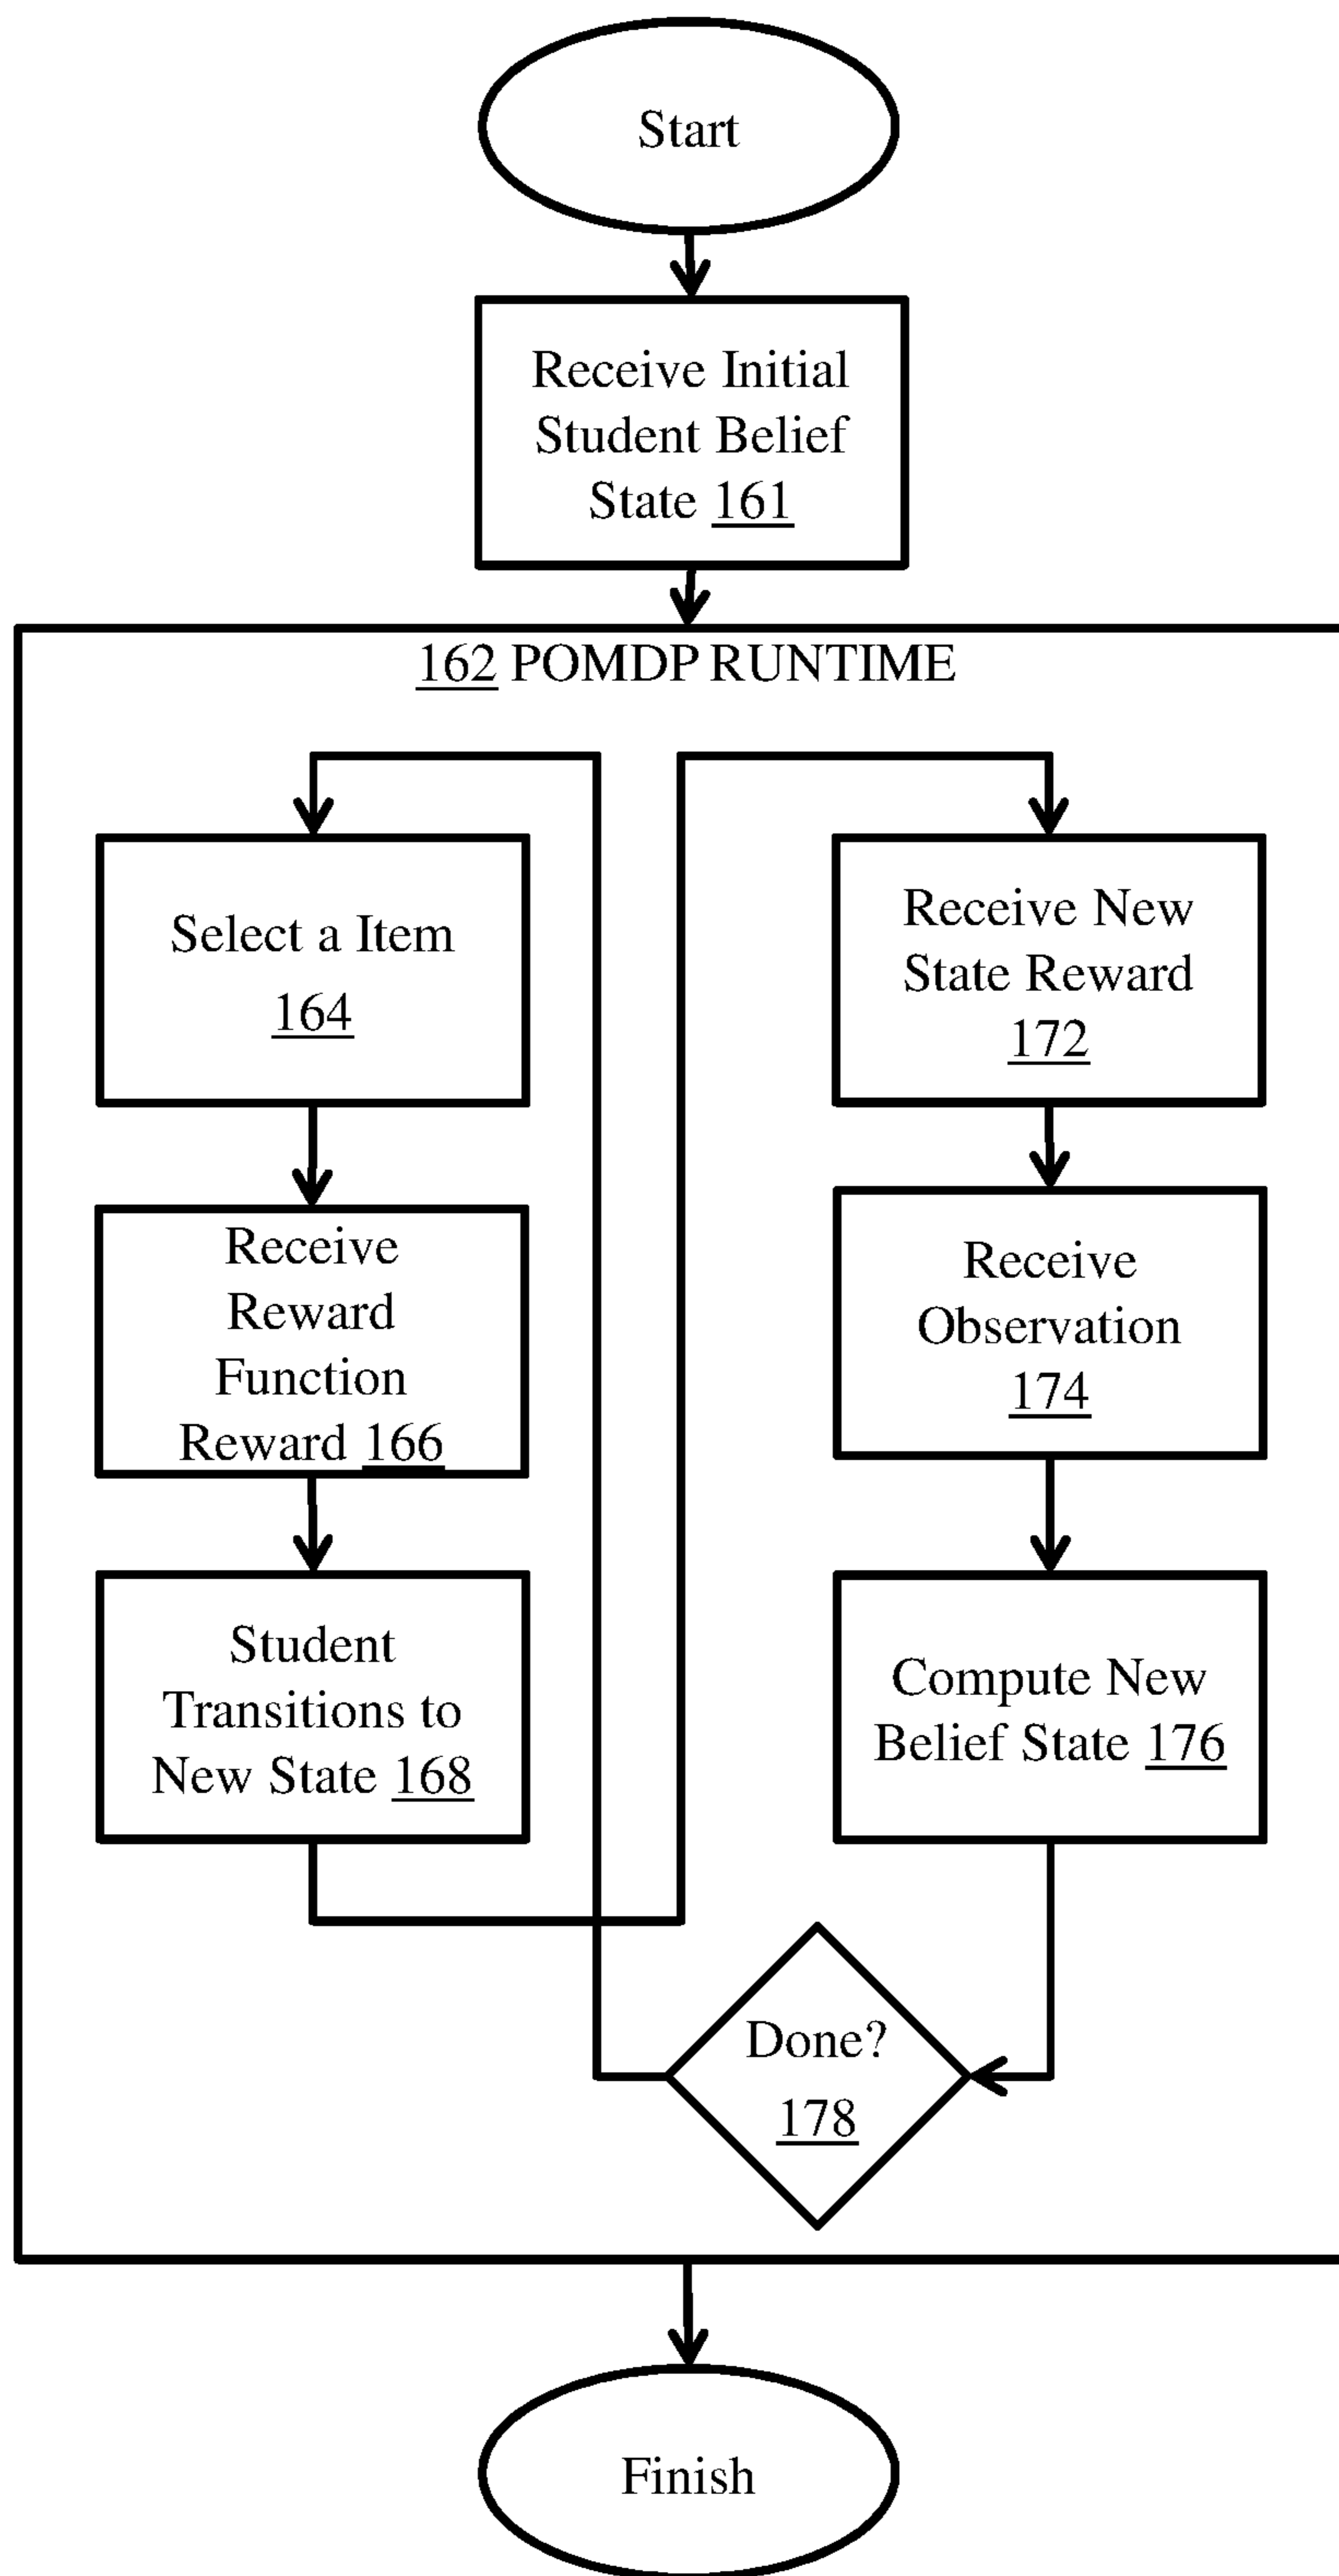 Start
Receive Initial
Student Belief
State 161
162 POMDP RUNTIME
Select a Item
164
Receive
Reward
Function
Reward 166
Student
Transitions to
New State 168
Receive New
State Reward
172
Receive
Observation
174
Compute New
Belief State 176
Done?
178
Finish